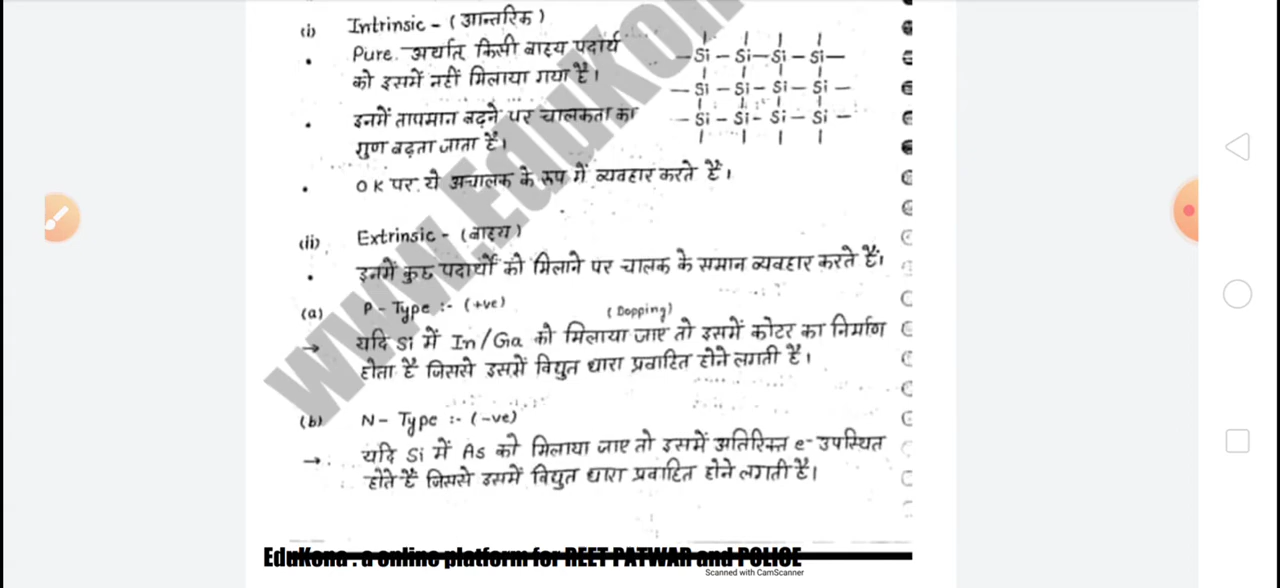 (i) Intrinsic - (आन्तरिक)
. Pure. अर्थात् किसी बाह्य पदार्थ
को इसमें नहीं मिलाया गया है।
. इनमें तापमान बढ़ने पर चालकता का
गुण बढ़ता जाता है।
. OK पर ये अचालक के रूप में व्यवहार करते है।
- Si - Si - Si - Si -
- Si - Si - Si - Si -
- Si - Si - Si - Si -
(ii) Extrinsic - (बाह्य)
. इनमें कुछ पदार्थो को मिलाने पर चालक के समान व्यवहार करते है।
(a) P - Type :- (+ve) (Dopping)
→ यदि Si में In/Ga को मिलाया जाए तो इसमें कोटर का निर्माण
होता है जिससे उसमें विद्युत धारा प्रवाहित होने लगती है।
(b) N - Type :- (-ve)
→ यदि Si में As को मिलाया जाए तो इसमें अतिरिक्त e- उपस्थित
होते है जिससे उसमें विद्युत धारा प्रवाहित होने लगती है।
EduKona : a online platform for REET PATWAR and POLICE
Scanned with CamScanner